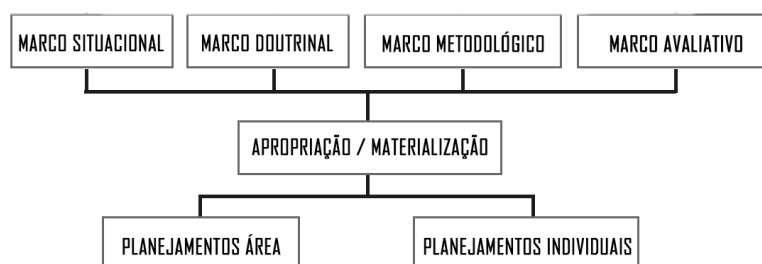 MARCO SITUACIONAL
MARCO DOUTRINAL
MARCO METODOLÓGICO
MARCO AVALIATIVO
APROPRIAÇÃO / MATERIALIZAÇÃO
PLANEJAMENTOS ÁREA
PLANEJAMENTOS INDIVIDUAIS